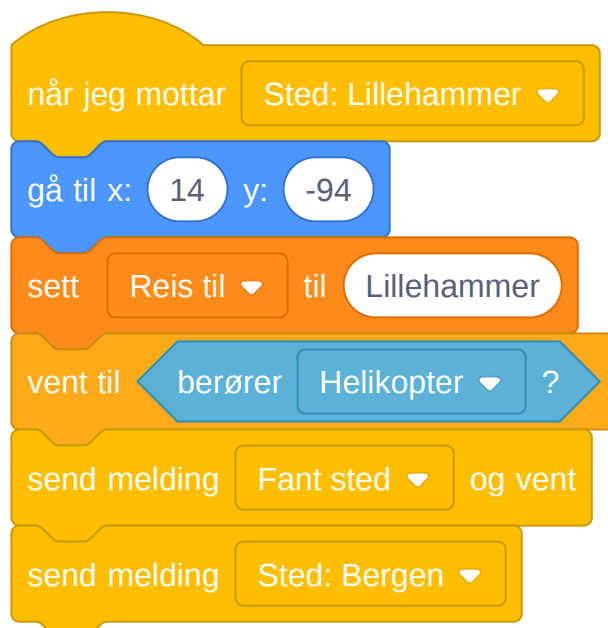 når jeg mottar Sted: Lillehammer
gå til x: 14 y: -94
sett Reis til til Lillehammer
vent til berører Helikopter ?
send melding Fant sted og vent
send melding Sted: Bergen